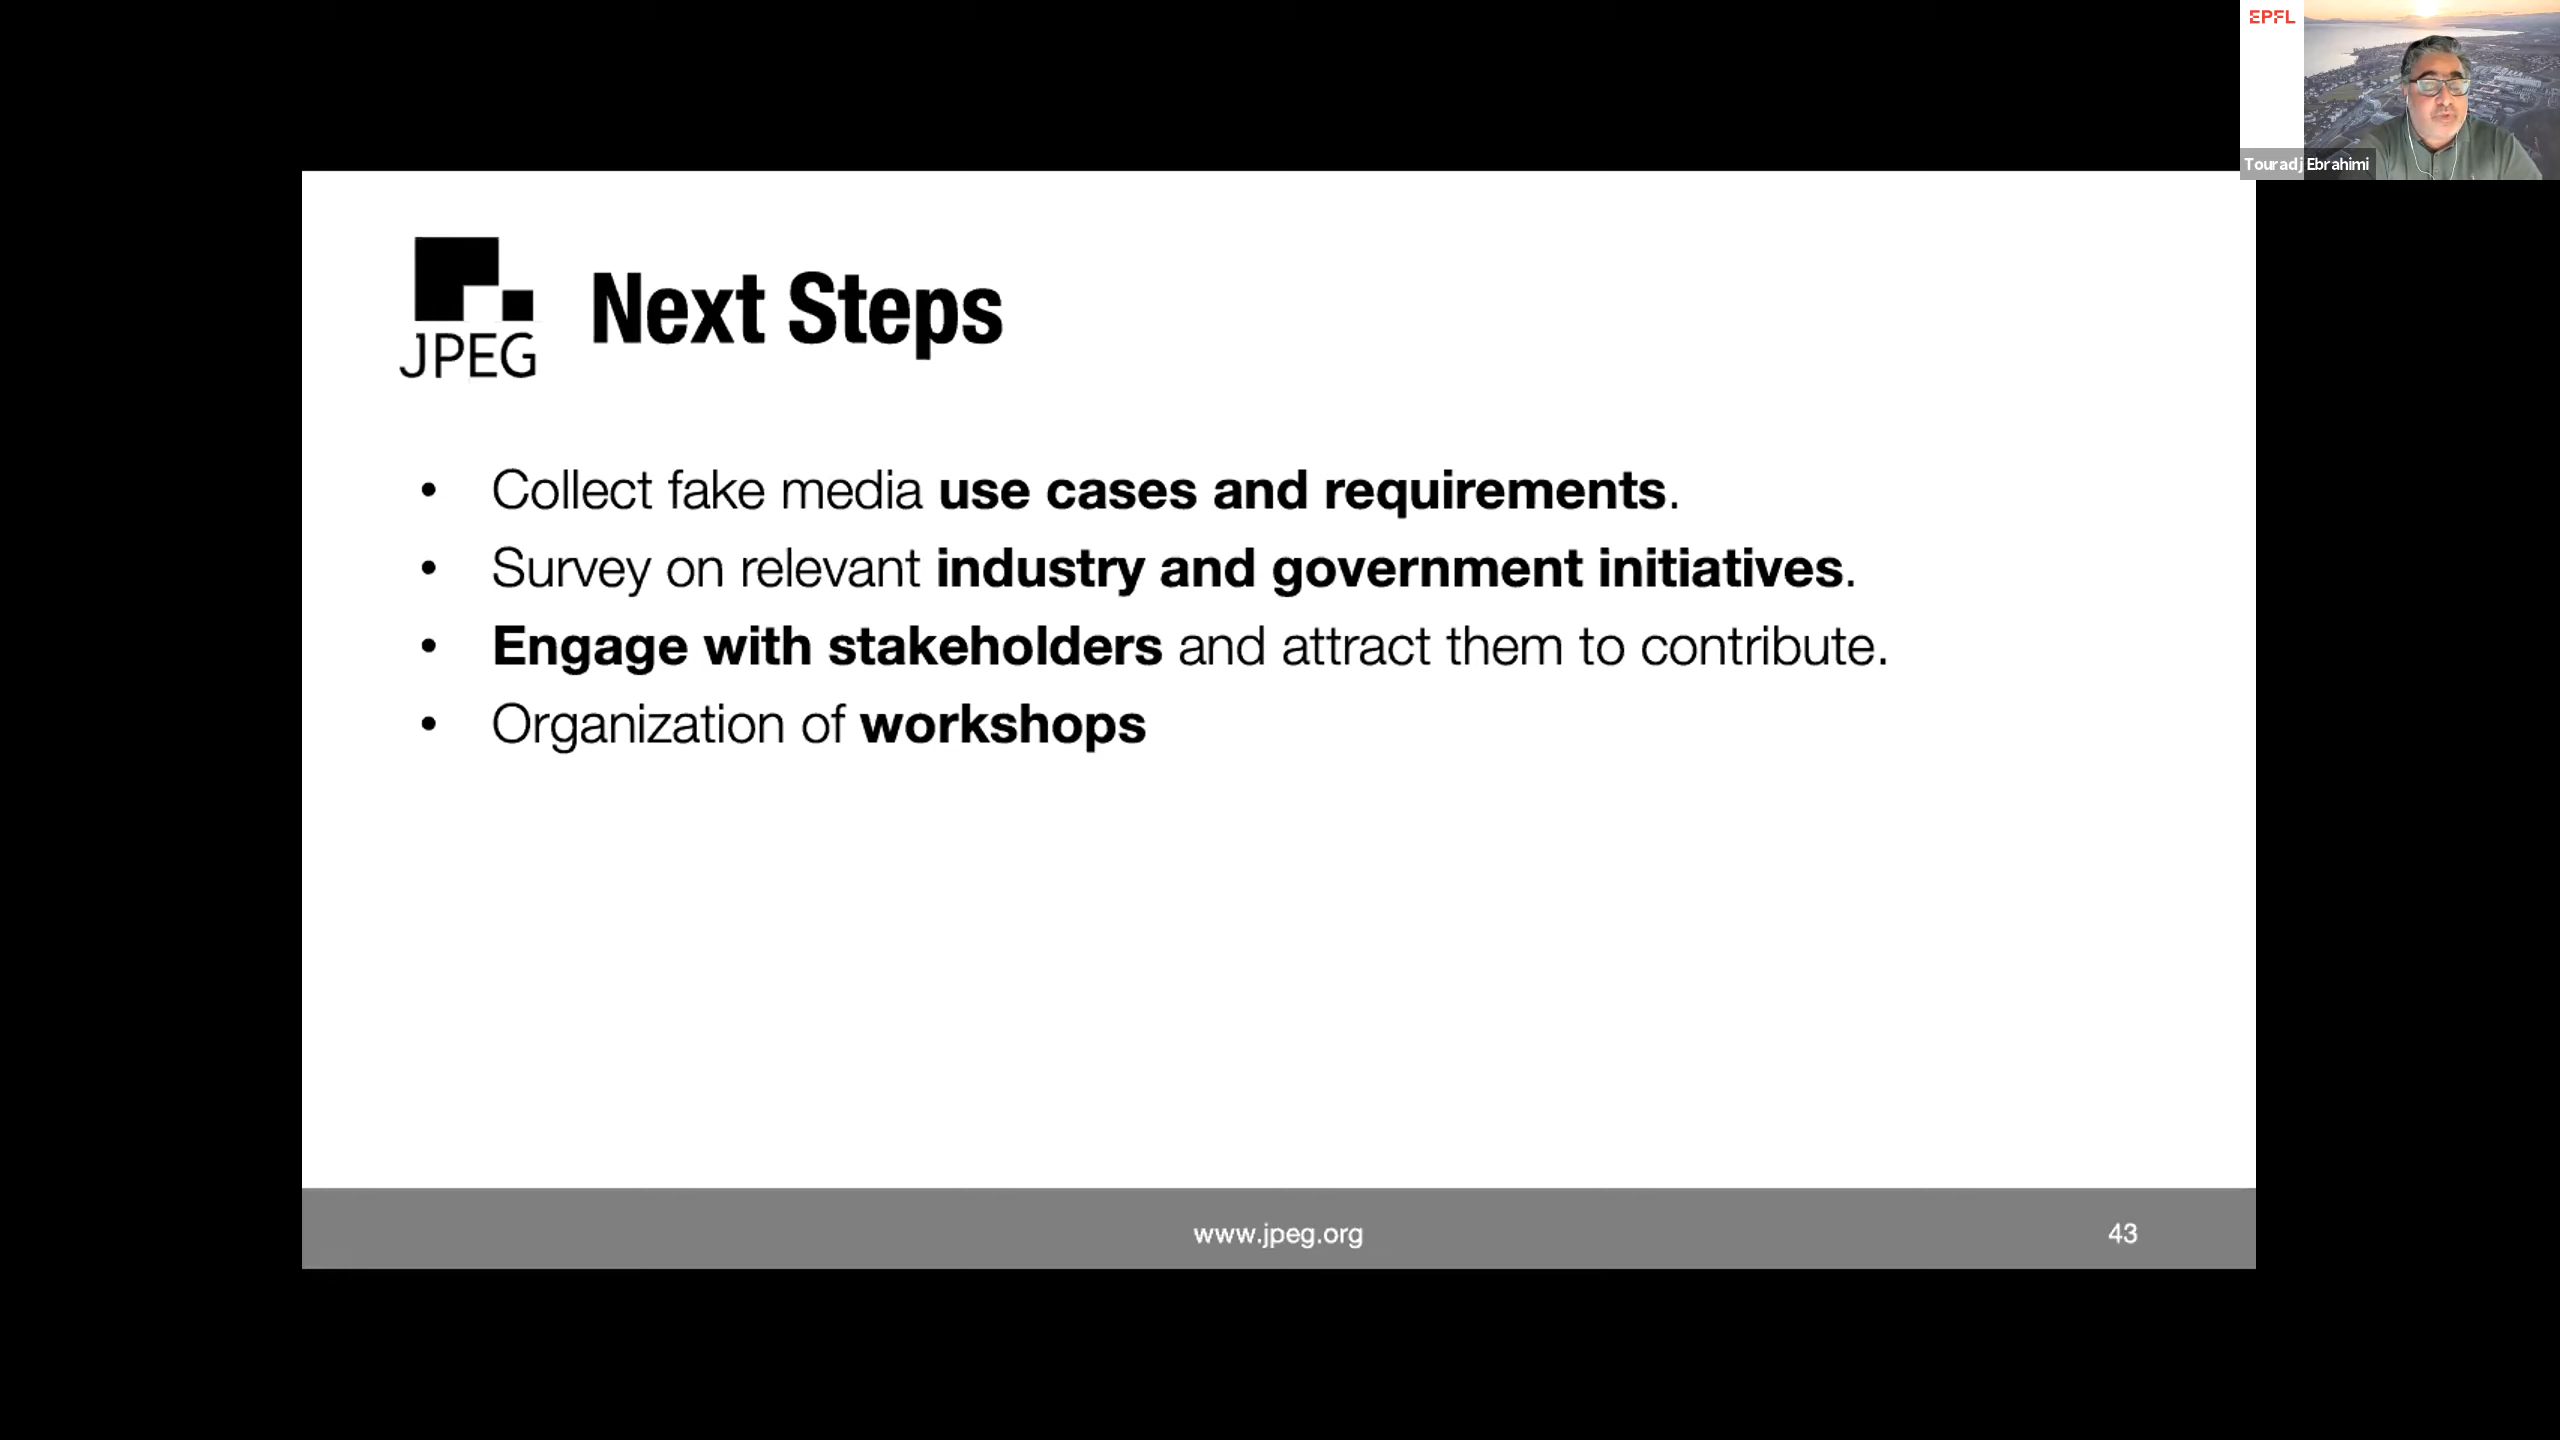 EPFL
Touradj Ebrahimi
JPEG
Next Steps
• Collect fake media use cases and requirements.
• Survey on relevant industry and government initiatives.
• Engage with stakeholders and attract them to contribute.
• Organization of workshops
www.jpeg.org
43